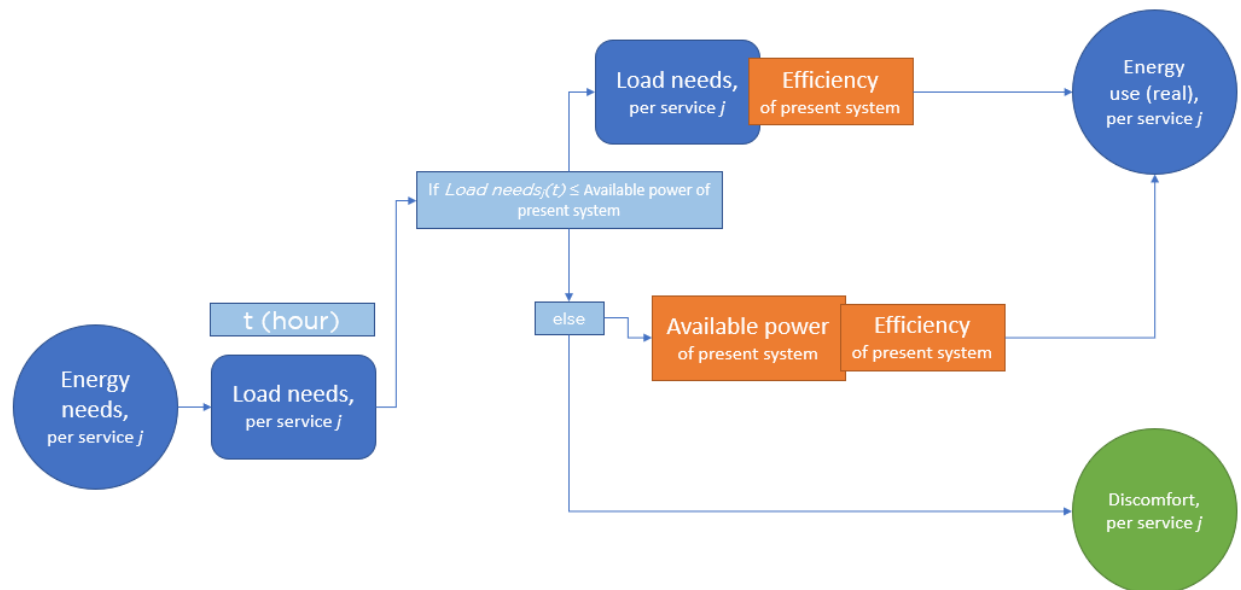 Load needs,
per service j
Efficiency
of present system
Energy
use (real),
per service j
If Load needsj(t) ≤ Available power of
present system
t (hour)
else
Available power
of present system
Efficiency
of present system
Energy
needs,
per service j
Load needs,
per service j
Discomfort,
per service j